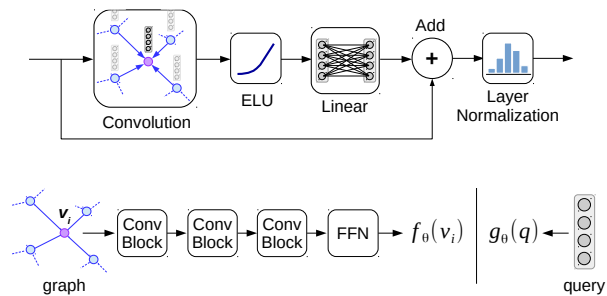 Add
+
ELU
Linear
Convolution
Layer
Normalization
v_i
Conv
Block
Conv
Block
Conv
Block
FFN
f_θ(v_i)
g_θ(q)
graph
query